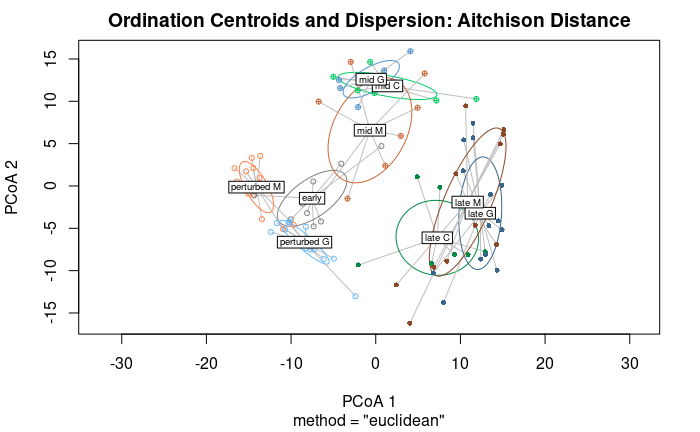 Ordination Centroids and Dispersion: Aitchison Distance
PCoA 2
15
10
5
0
-5
-10
-15
mid G
mid C
mid M
perturbed M
early
perturbed G
late M
late G
late C
-30
-20
-10
0
10
20
30
PCoA 1
method = "euclidean"